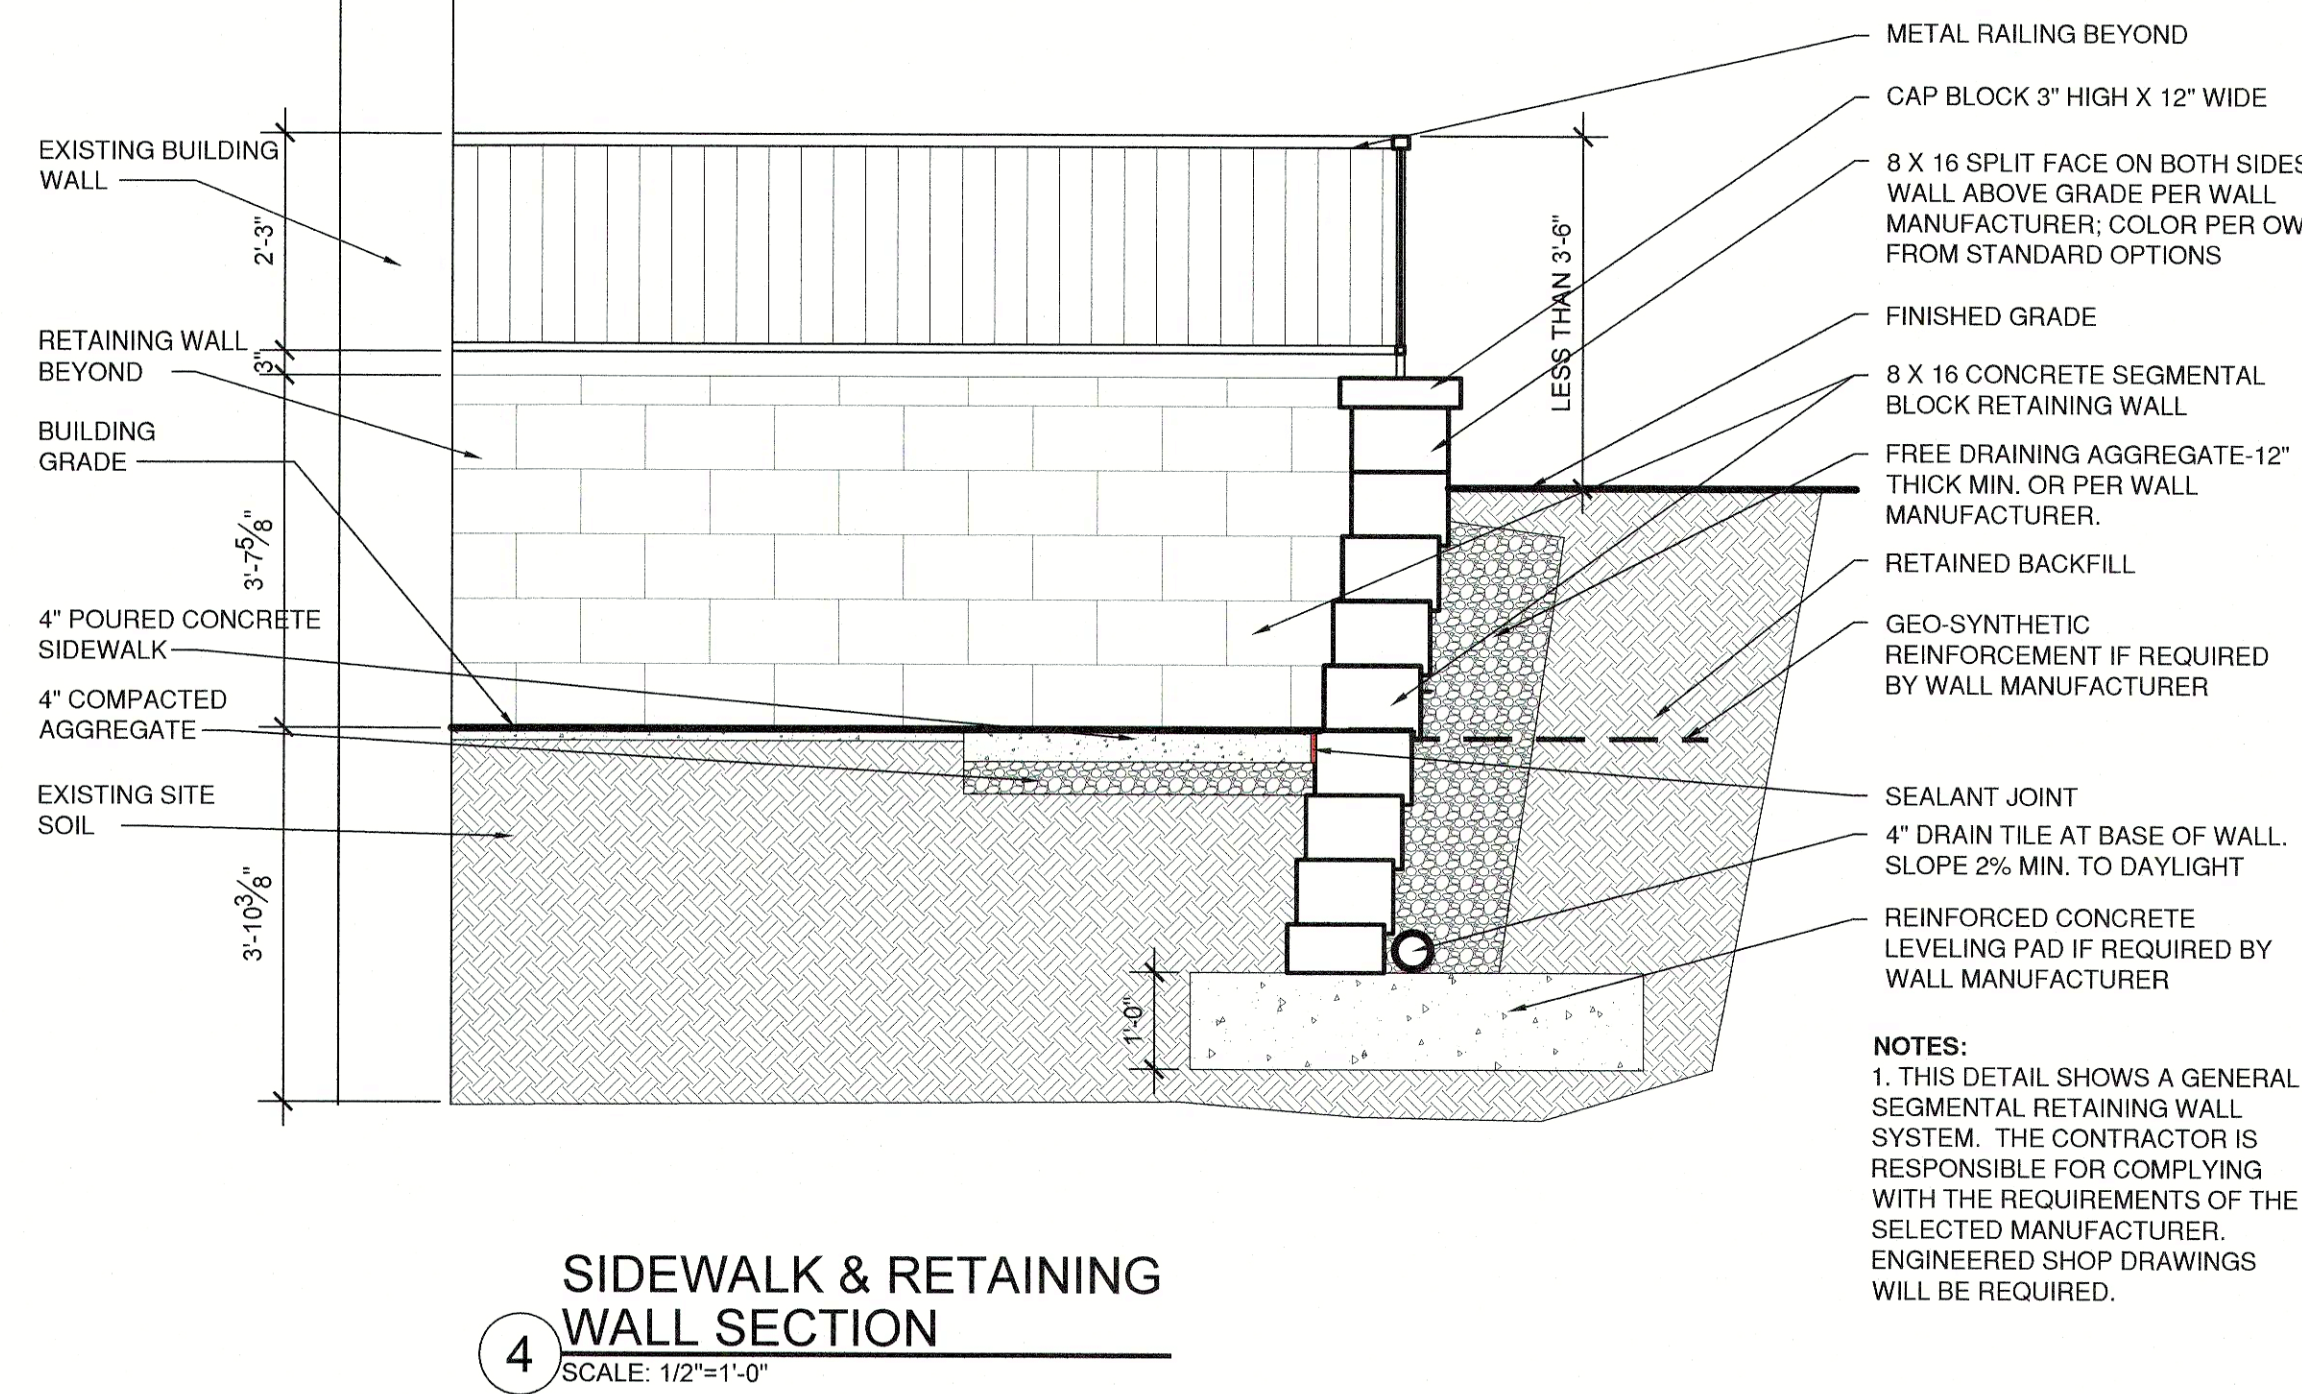 METAL RAILING BEYOND
CAP BLOCK 3" HIGH X 12" WIDE
8 X 16 SPLIT FACE ON BOTH SIDES
WALL ABOVE GRADE PER WALL
MANUFACTURER; COLOR PER
FROM STANDARD OPTIONS
FINISHED GRADE
8 X 16 CONCRETE SEGMENTAL
BLOCK RETAINING WALL
FREE DRAINING AGGREGATE-12"
THICK MIN. OR PER WALL
MANUFACTURER.
RETAINED BACKFILL
GEO-SYNTHETIC
REINFORCEMENT IF REQUIRED
BY WALL MANUFACTURER
SEALANT JOINT
4" DRAIN TILE AT BASE OF WALL.
SLOPE 2% MIN. TO DAYLIGHT
REINFORCED CONCRETE
LEVELING PAD IF REQUIRED BY
WALL MANUFACTURER
EXISTING BUILDING
WALL
RETAINING WALL
BEYOND
BUILDING
GRADE
4" POURED CONCRETE
SIDEWALK
4" COMPACTED
AGGREGATE
EXISTING SITE
SOIL
2'-3"
3"
3'-7 5/8"
3'-10 3/8"
LESS THAN 3'-6"
1'-0"
NOTES:
1. THIS DETAIL SHOWS A GENERAL
SEGMENTAL RETAINING WALL
SYSTEM. THE CONTRACTOR IS
RESPONSIBLE FOR COMPLYING
WITH THE REQUIREMENTS OF THE
SELECTED MANUFACTURER.
ENGINEERED SHOP DRAWINGS
WILL BE REQUIRED.
4
SIDEWALK & RETAINING
WALL SECTION
SCALE: 1/2"=1'-0"